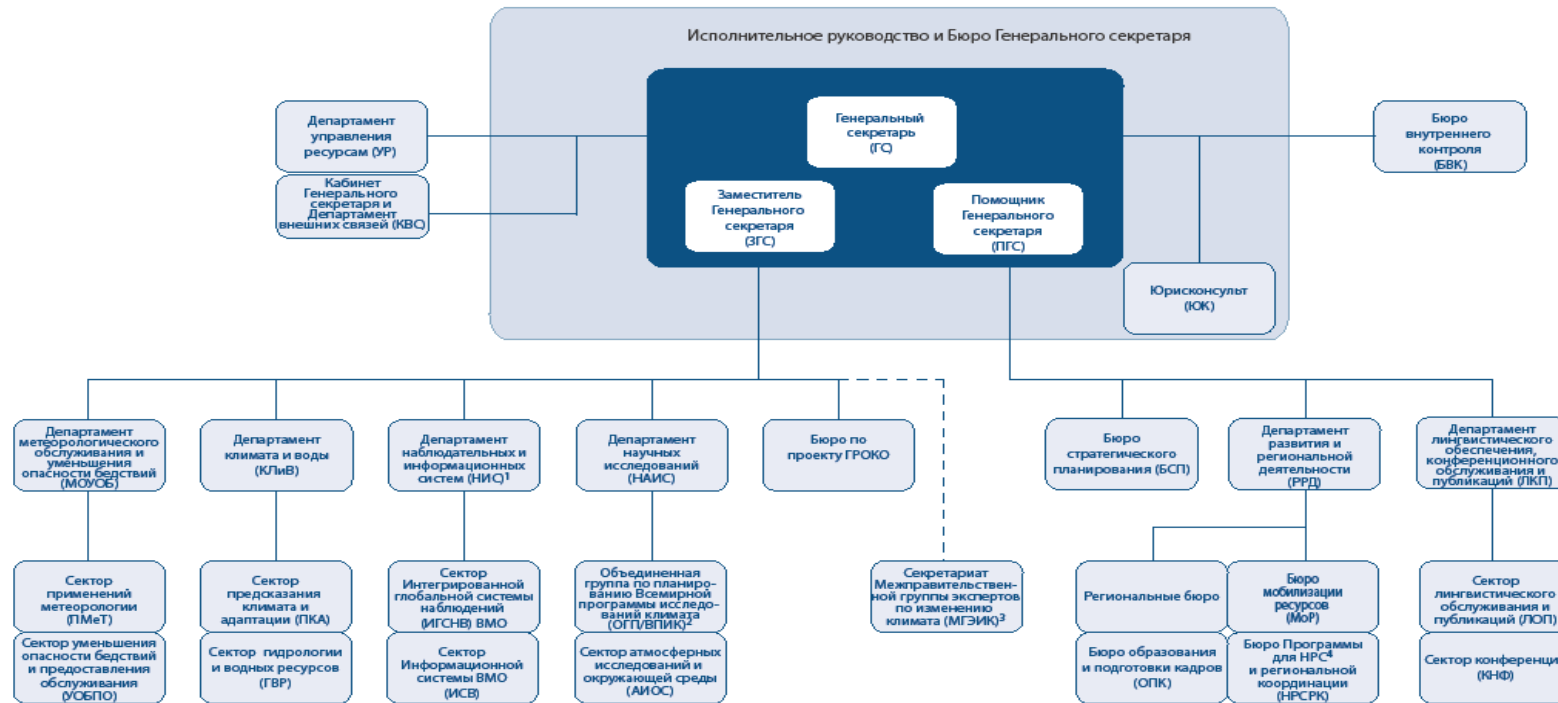 Исполнительное руководство и Бюро Генерального секретаря
Департамент
управления
ресурсам (УР)
Кабинет
Генерального
секретаря и
Департамент
внешних связей (КВС)
Генеральный
секретарь
(ГС)
Заместитель
Генерального
секретаря
(ЗГС)
Помощник
Генерального
секретаря
(ПГС)
Бюро
внутреннего
контроля
(БВК)
Юрисконсульт
(ЮК)
Департамент
метеорологического
обслуживания и
уменьшения
опасности бедствий
(МОУОБ)
Департамент
климата и воды
(КЛиВ)
Департамент
наблюдательных и
информационных
систем (НИС)¹
Департамент
научных
исследований
(НАИС)
Бюро по
проекту ГРОКО
Бюро
стратегического
планирования (БСП)
Департамент
развития и
региональной
деятельности
(РРД)
Департамент
лингвистического
обеспечения,
конференционного
обслуживания и
публикаций (ЛКП)
Сектор
применений
метеорологии
(ПМеТ)
Сектор
предсказания
климата и
адаптации (ПКА)
Сектор
Интегрированной
глобальной системы
наблюдений
(ИГСНВ) ВМО
Объединенная
группа по планиро-
ванию Всемирной
программы исследо-
ваний климата
(ОГП/ВПИК)²
Секретариат
Межправительствен-
ной группы экспертов
по изменению
климата (МГЭИК)³
Региональные бюро
Бюро
мобилизации
ресурсов
(МоР)
Сектор
лингвистического
обслуживания и
публикаций (ЛОП)
Сектор уменьшения
опасности бедствий
и предоставления
обслуживания
(УОБПО)
Сектор гидрологии
и водных ресурсов
(ГВР)
Сектор
Информационной
системы ВМО
(ИСВ)
Сектор атмосферных
исследований и
окружающей среды
(АИОС)
Бюро образования
и подготовки кадров
(ОПК)
Бюро Программы
для НРС⁴
и региональной
координации
(НРСРК)
Сектор конференци
(КНФ)